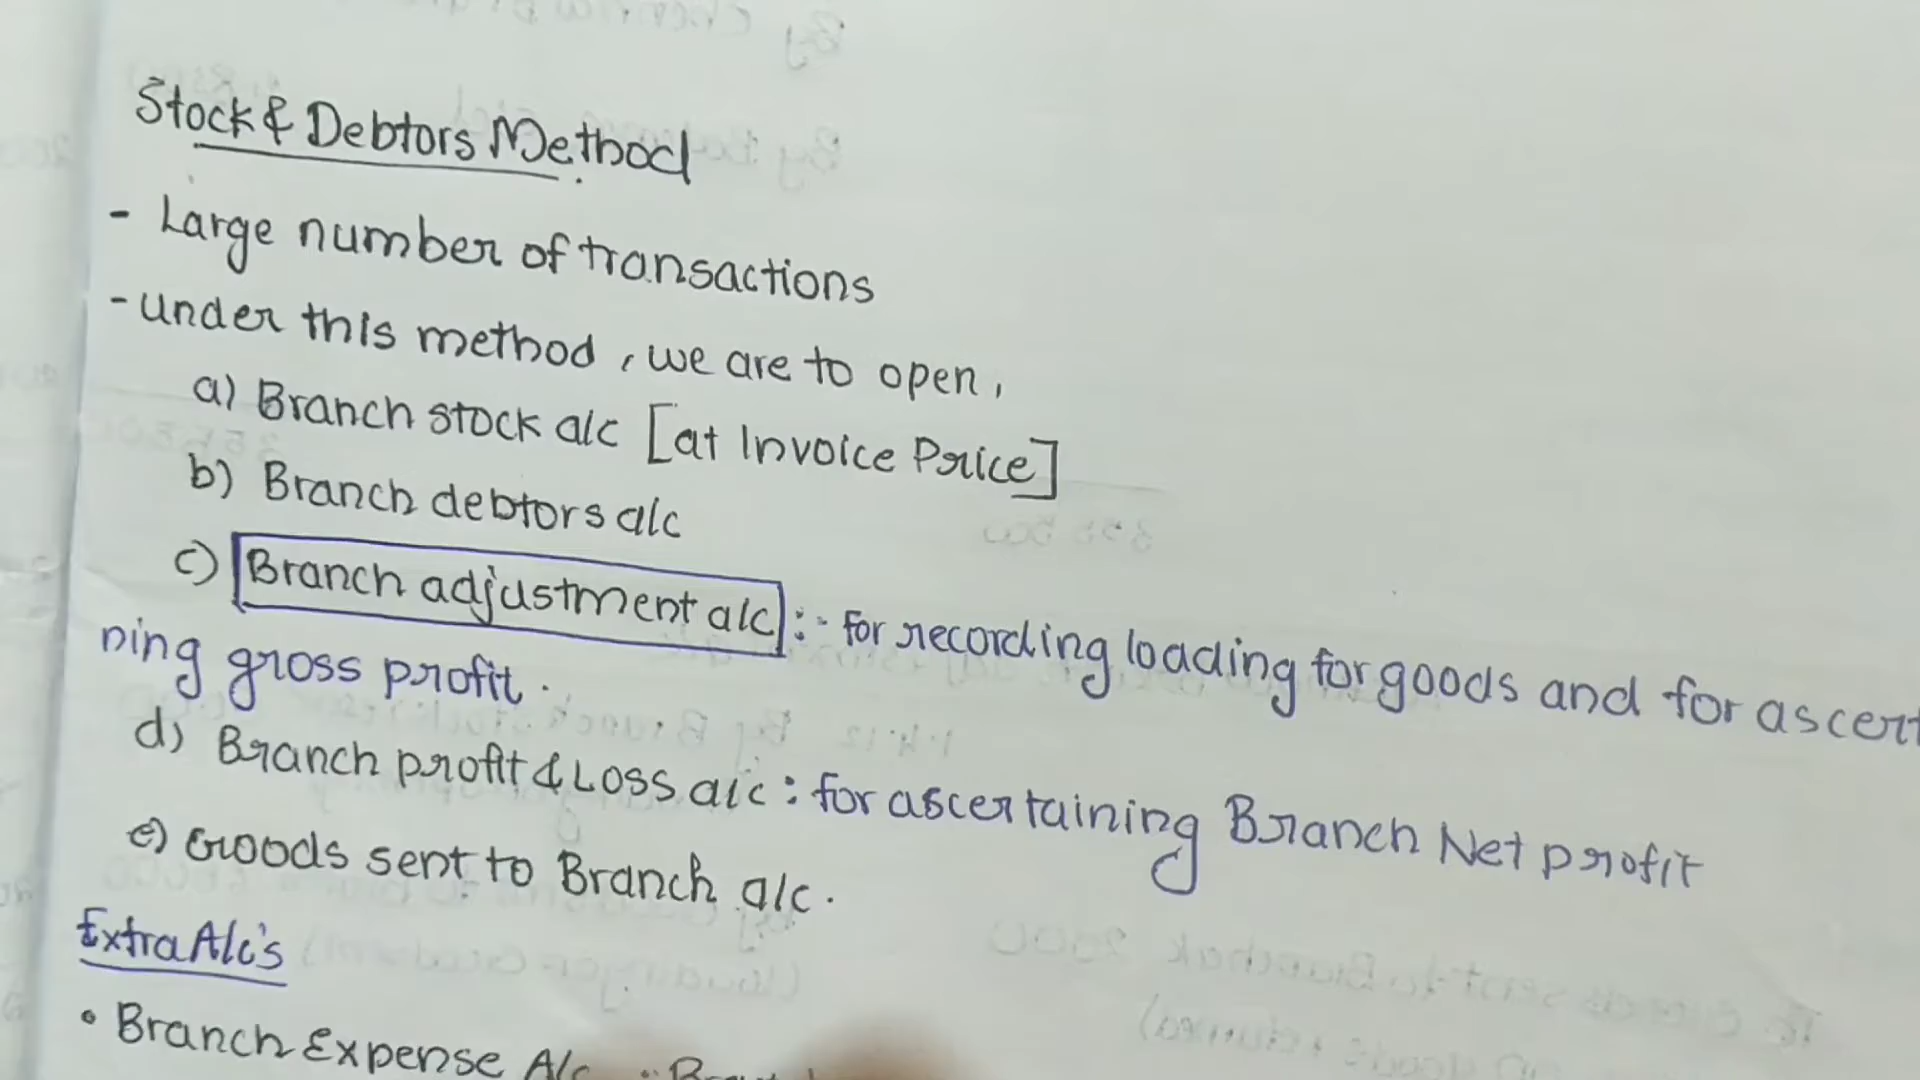 Stock & Debtors Method
- Large number of transactions
- under this method, we are to open,
a) Branch stock a/c [at Invoice Price]
b) Branch debtors a/c
c) Branch adjustment a/c :- for recording loading for goods and for ascert
ning gross profit.
d) Branch profit & Loss a/c : for ascertaining Branch Net profit
e) Goods sent to Branch a/c.
Extra A/c's
• Branch Expense A/c